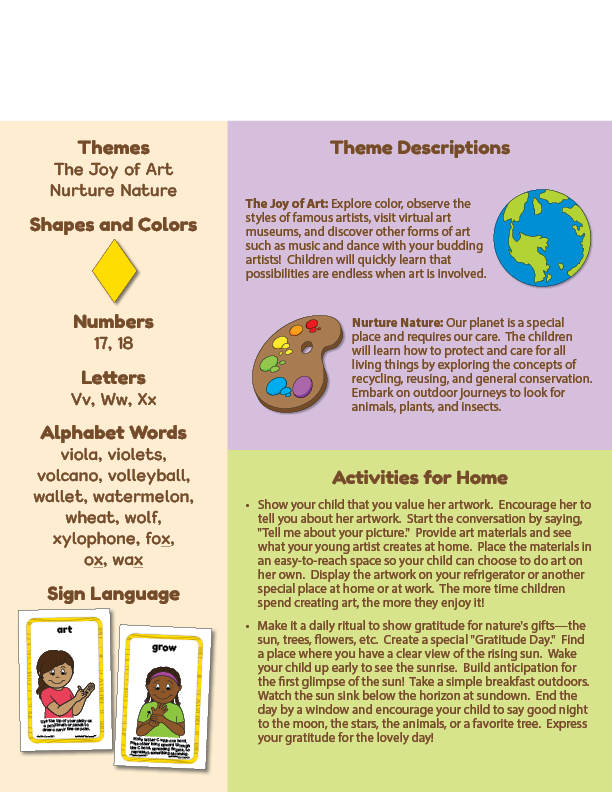 Themes
The Joy of Art
Nurture Nature
Shapes and Colors
Numbers
17, 18
Letters
Vv, Ww, Xx
Alphabet Words
viola, violets,
volcano, volleyball,
wallet, watermelon,
wheat, wolf,
xylophone, fox,
ox, wax
Sign Language
art
grow
Theme Descriptions
The Joy of Art: Explore color, observe the
styles of famous artists, visit virtual art
museums, and discover other forms of art
such as music and dance with your budding
artists!  Children will quickly learn that
possibilities are endless when art is involved.
Nurture Nature: Our planet is a special
place and requires our care.  The children
will learn how to protect and care for all
living things by exploring the concepts of
recycling, reusing, and general conservation.
Embark on outdoor journeys to look for
animals, plants, and insects.
Activities for Home
• Show your child that you value her artwork.  Encourage her to
tell you about her artwork.  Start the conversation by saying,
"Tell me about your picture."  Provide art materials and see
what your young artist creates at home.  Place the materials in
an easy-to-reach space so your child can choose to do art on
her own.  Display the artwork on your refrigerator or another
special place at home or at work.  The more time children
spend creating art, the more they enjoy it!
• Make it a daily ritual to show gratitude for nature's gifts—the
sun, trees, flowers, etc.  Create a special "Gratitude Day."  Find
a place where you have a clear view of the rising sun.  Wake
your child up early to see the sunrise.  Build anticipation for
the first glimpse of the sun!  Take a simple breakfast outdoors.
Watch the sun sink below the horizon at sundown.  End the
day by a window and encourage your child to say good night
to the moon, the stars, the animals, or a favorite tree.  Express
your gratitude for the lovely day!